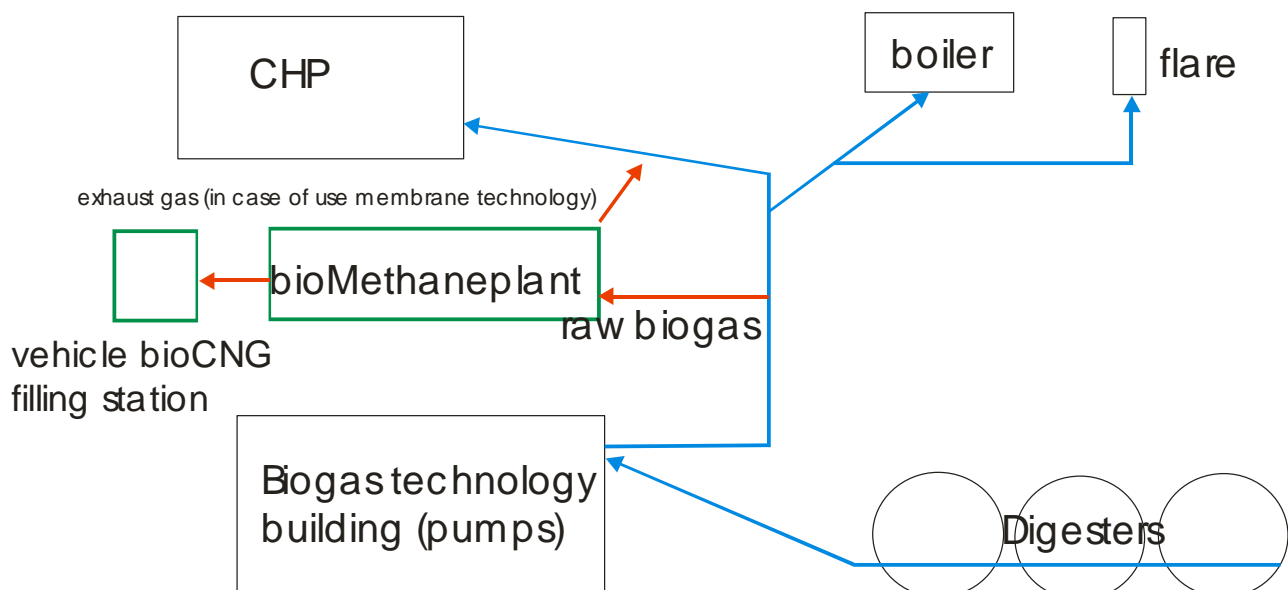 CHP
boiler
flare
exhaust gas (in case of use membrane technology)
bioMethaneplant
raw biogas
vehicle bioCNG
filling station
Biogas technology
building (pumps)
Digesters